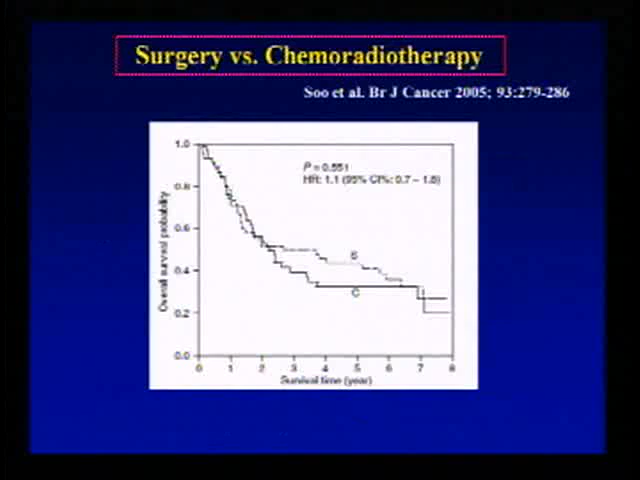 Surgery vs. Chemoradiotherapy
Soo et al. Br J Cancer 2005; 93:279-286
P = 0.551
HR: 1.1 (95% CI%: 0.7 – 1.8)
Overall survival probability
1.0
0.8
0.6
0.4
0.2
0.0
S
C
0 1 2 3 4 5 6 7 8
Survival time (year)